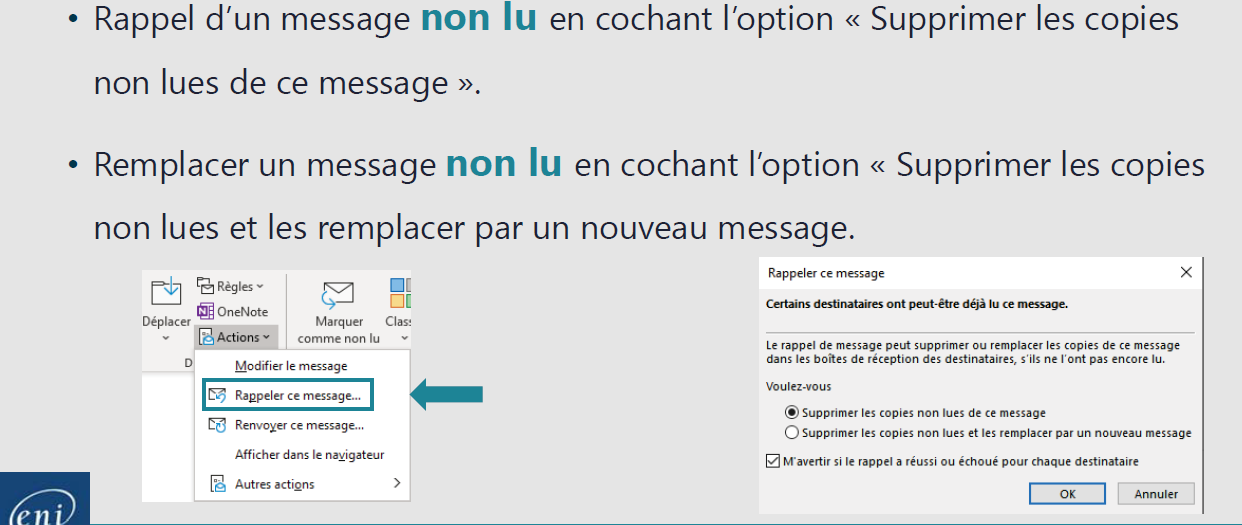 • Rappel d’un message non lu en cochant l’option « Supprimer les copies
non lues de ce message ».
• Remplacer un message non lu en cochant l’option « Supprimer les copies
non lues et les remplacer par un nouveau message.
Déplacer
Règles
OneNote
Actions
Marquer
comme non lu
Clas
D
Modifier le message
Rappeler ce message...
Renvoyer ce message...
Afficher dans le navigateur
Autres actions
Rappeler ce message
Certains destinataires ont peut-être déjà lu ce message.
Le rappel de message peut supprimer ou remplacer les copies de ce message
dans les boîtes de réception des destinataires, s'ils ne l'ont pas encore lu.
Voulez-vous
Supprimer les copies non lues de ce message
Supprimer les copies non lues et les remplacer par un nouveau message
M'avertir si le rappel a réussi ou échoué pour chaque destinataire
OK
Annuler
eni